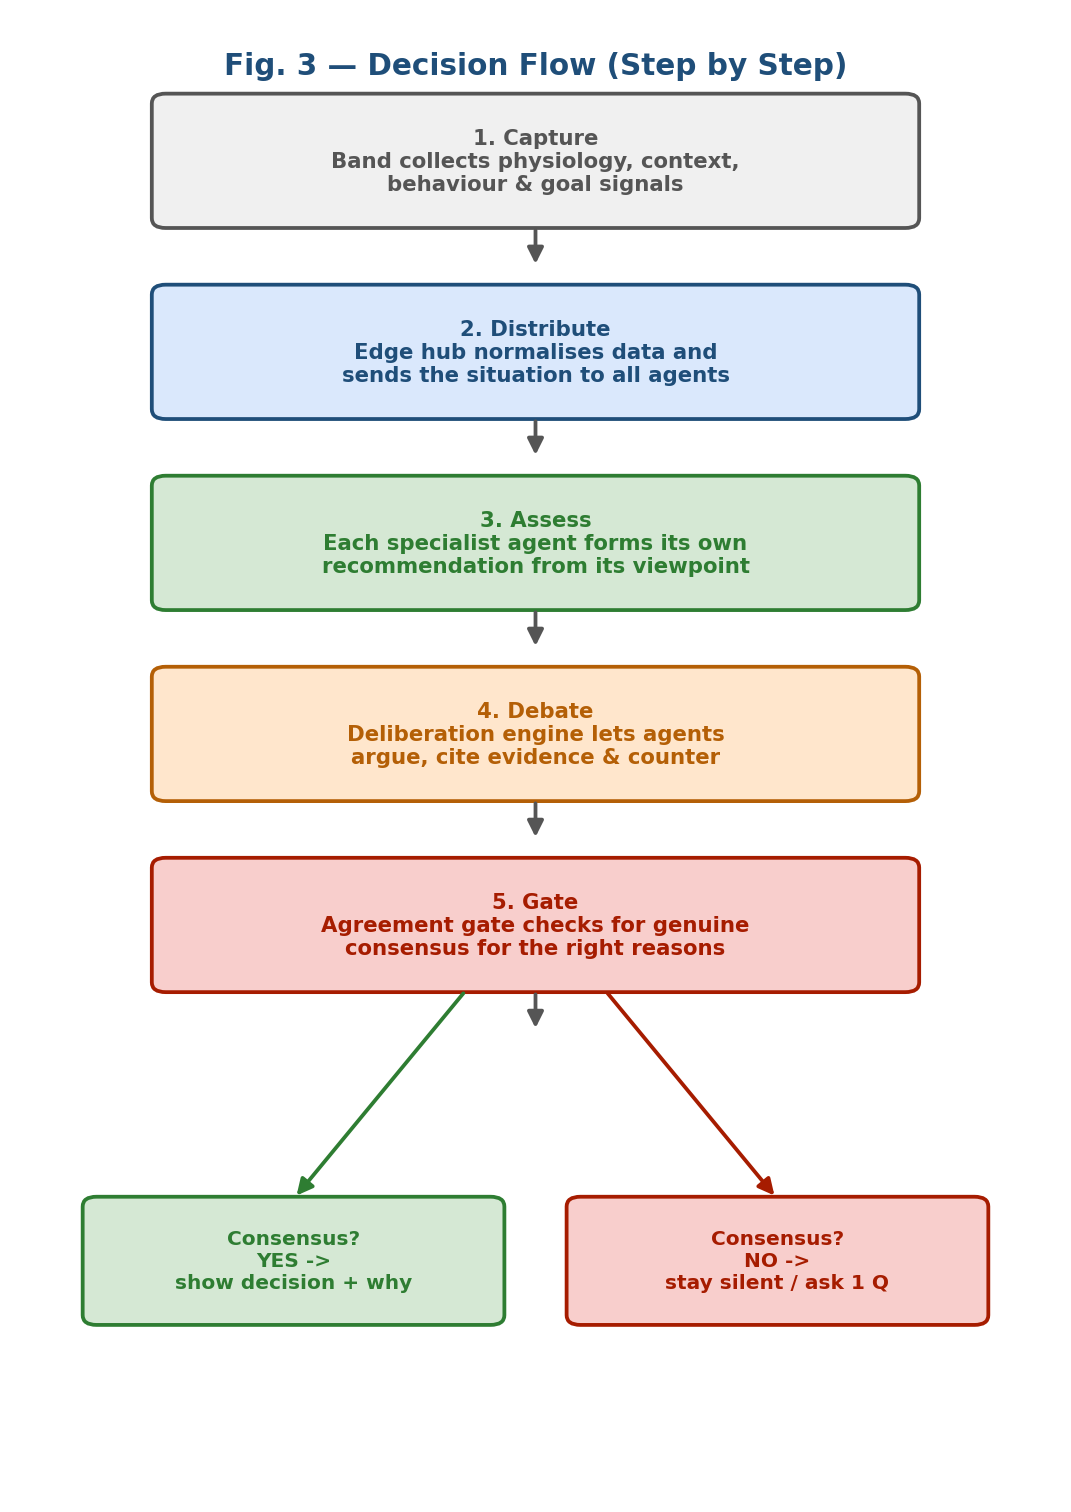 Fig. 3 — Decision Flow (Step by Step)
1. Capture
Band collects physiology, context,
behaviour & goal signals
2. Distribute
Edge hub normalises data and
sends the situation to all agents
3. Assess
Each specialist agent forms its own
recommendation from its viewpoint
4. Debate
Deliberation engine lets agents
argue, cite evidence & counter
5. Gate
Agreement gate checks for genuine
consensus for the right reasons
Consensus?
YES ->
show decision + why
Consensus?
NO ->
stay silent / ask 1 Q